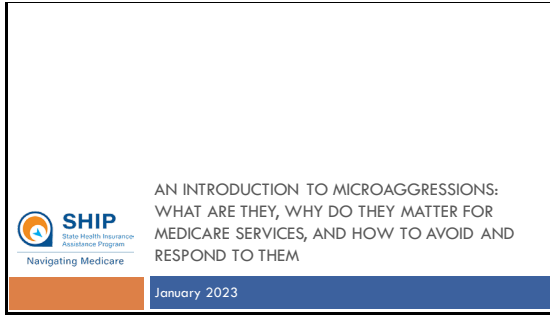 AN INTRODUCTION TO MICROAGGRESSIONS:
WHAT ARE THEY, WHY DO THEY MATTER FOR
MEDICARE SERVICES, AND HOW TO AVOID AND
RESPOND TO THEM
SHIP
State Health Insurance
Assistance Program
Navigating Medicare
January 2023